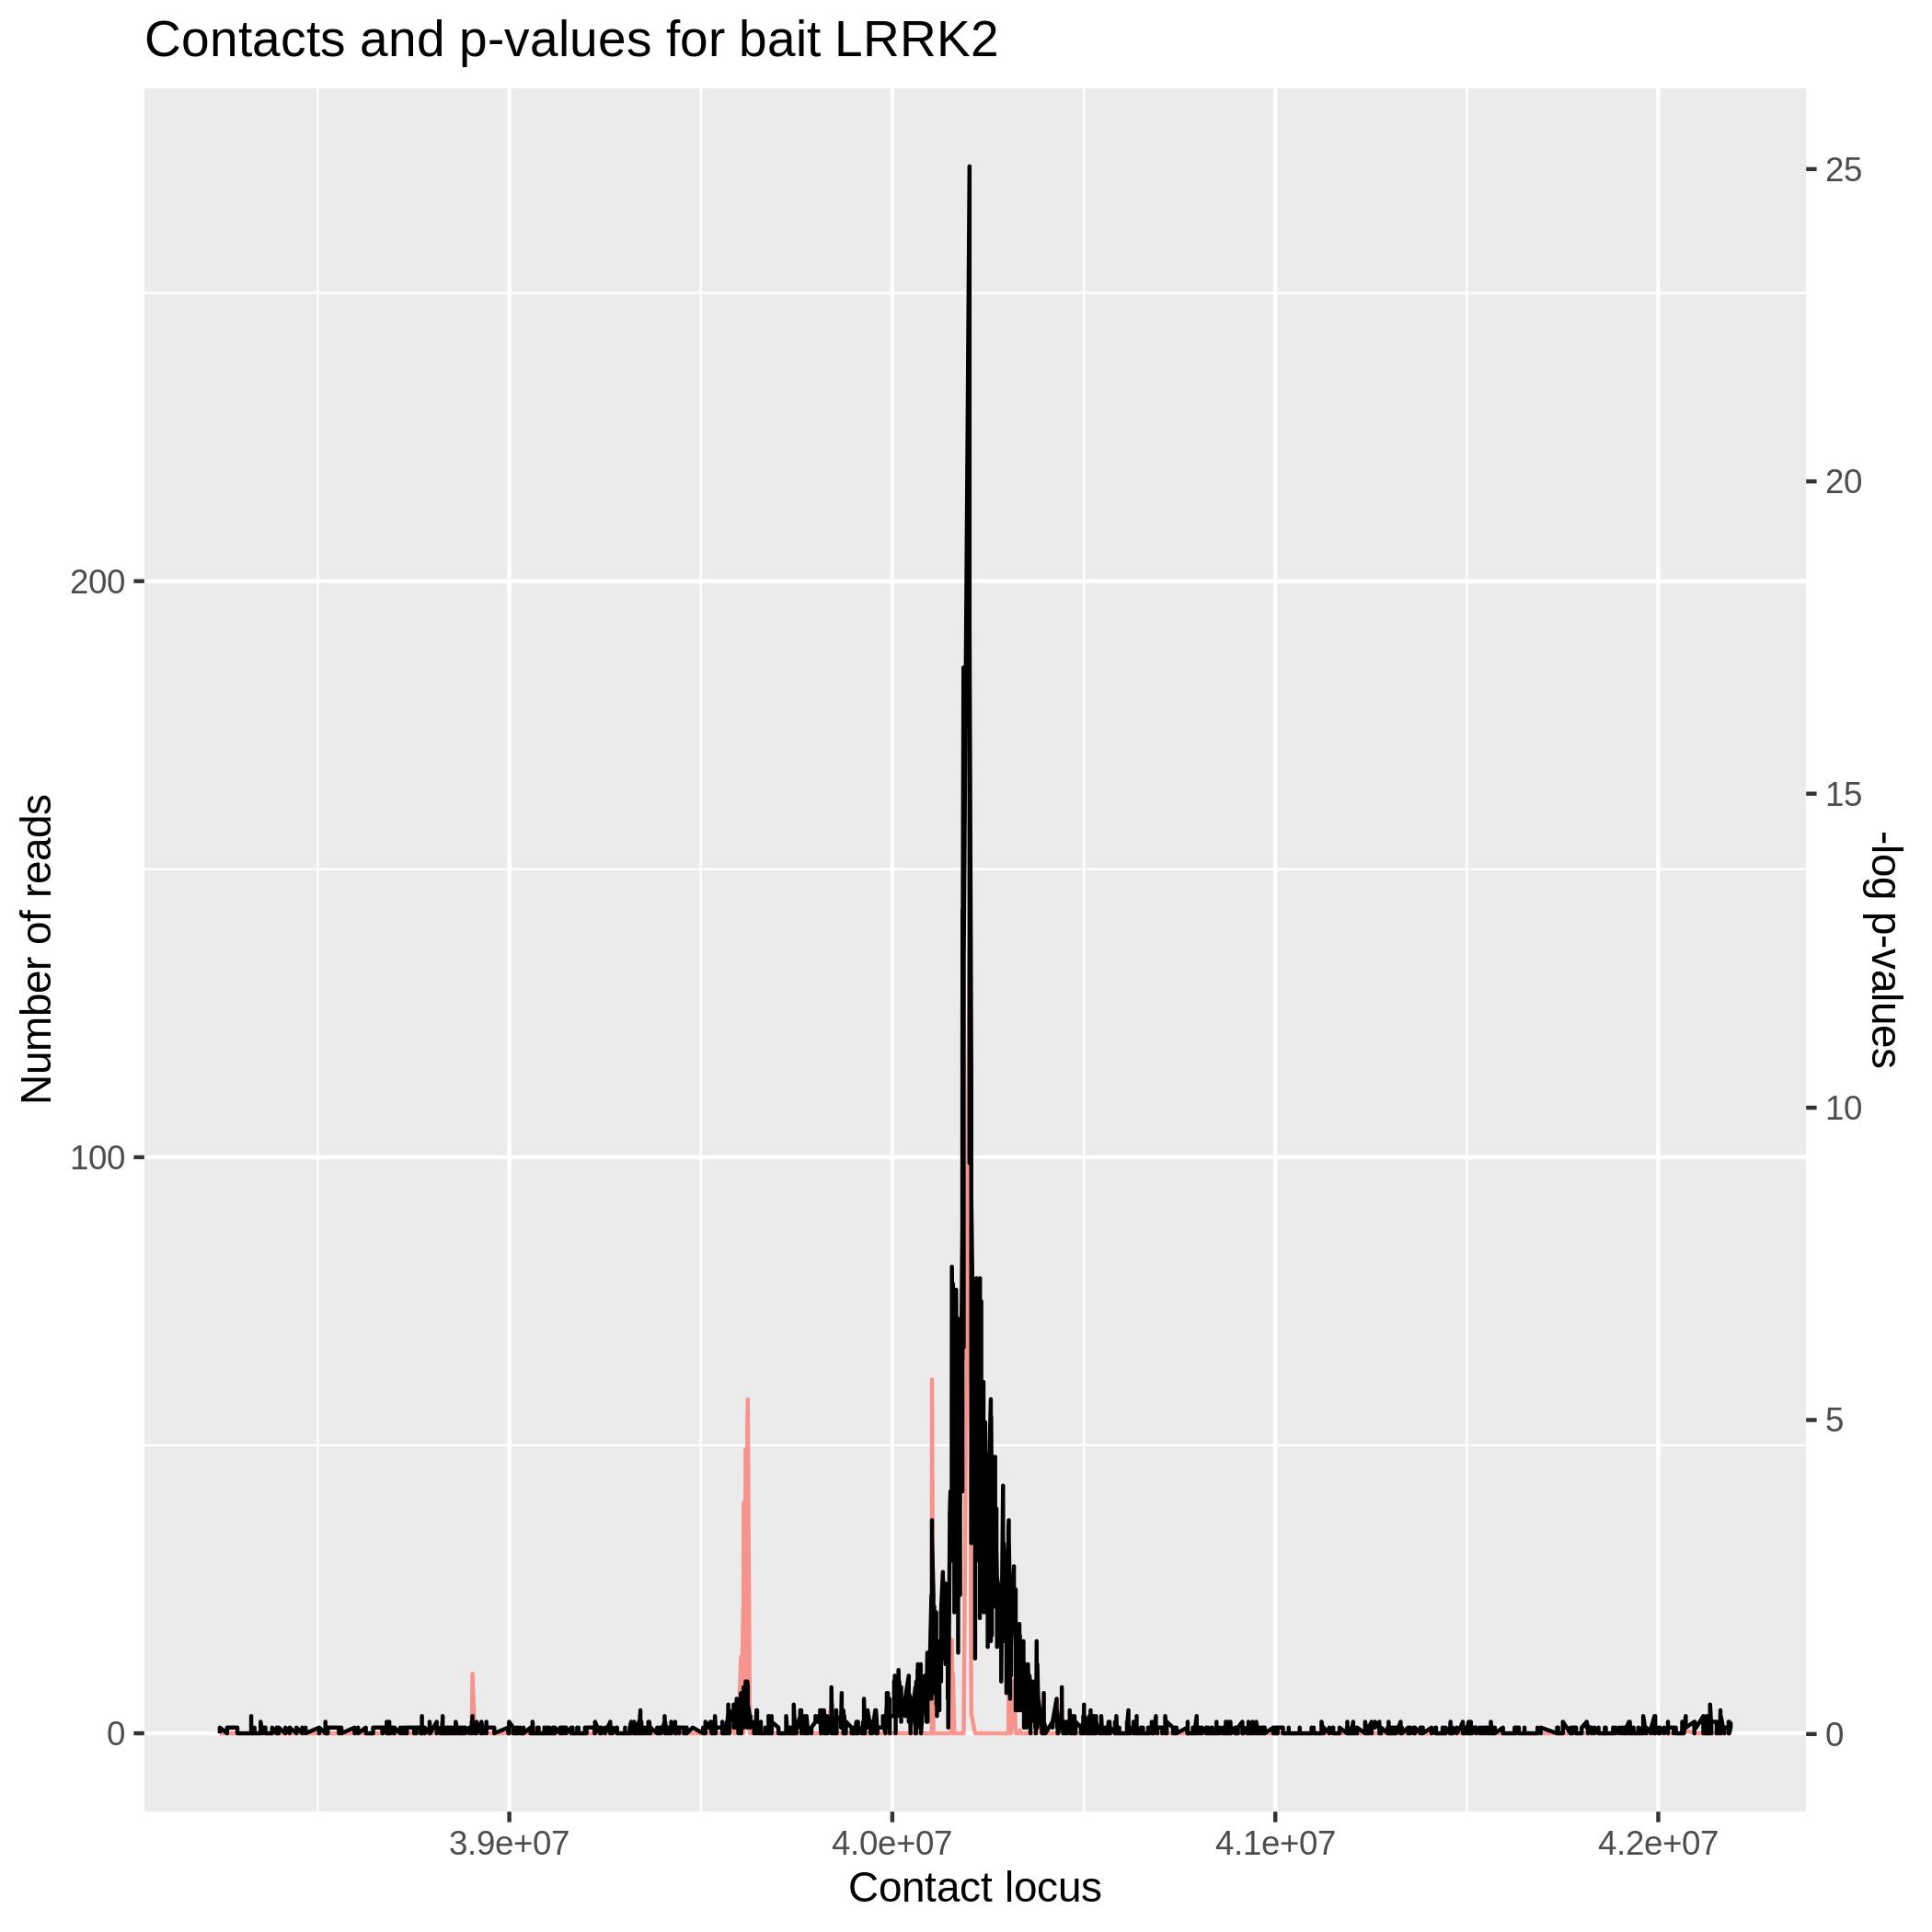 Contacts and p-values for bait LRRK2
Number of reads
200
100
0
25
20
15
10
5
0
-log p-values
3.9e+07
4.0e+07
4.1e+07
4.2e+07
Contact locus